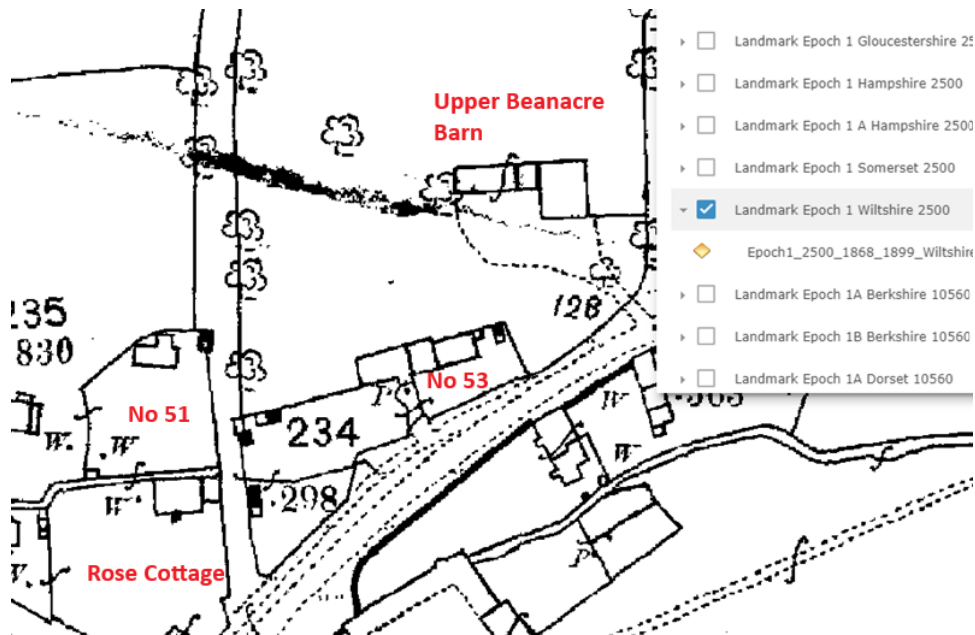 Landmark Epoch 1 Gloucestershire 25
Landmark Epoch 1 Hampshire 2500
Landmark Epoch 1 A Hampshire 2500
Landmark Epoch 1 Somerset 2500
Landmark Epoch 1 Wiltshire 2500
Epoch1_2500_1868_1899_Wiltshire
Landmark Epoch 1A Berkshire 10560
Landmark Epoch 1B Berkshire 10560
Landmark Epoch 1A Dorset 10560
Upper Beanacre
Barn
128
235
830
No 53
P
No 51
234
W.
W
W
W
298
W
P
Rose Cottage
W.